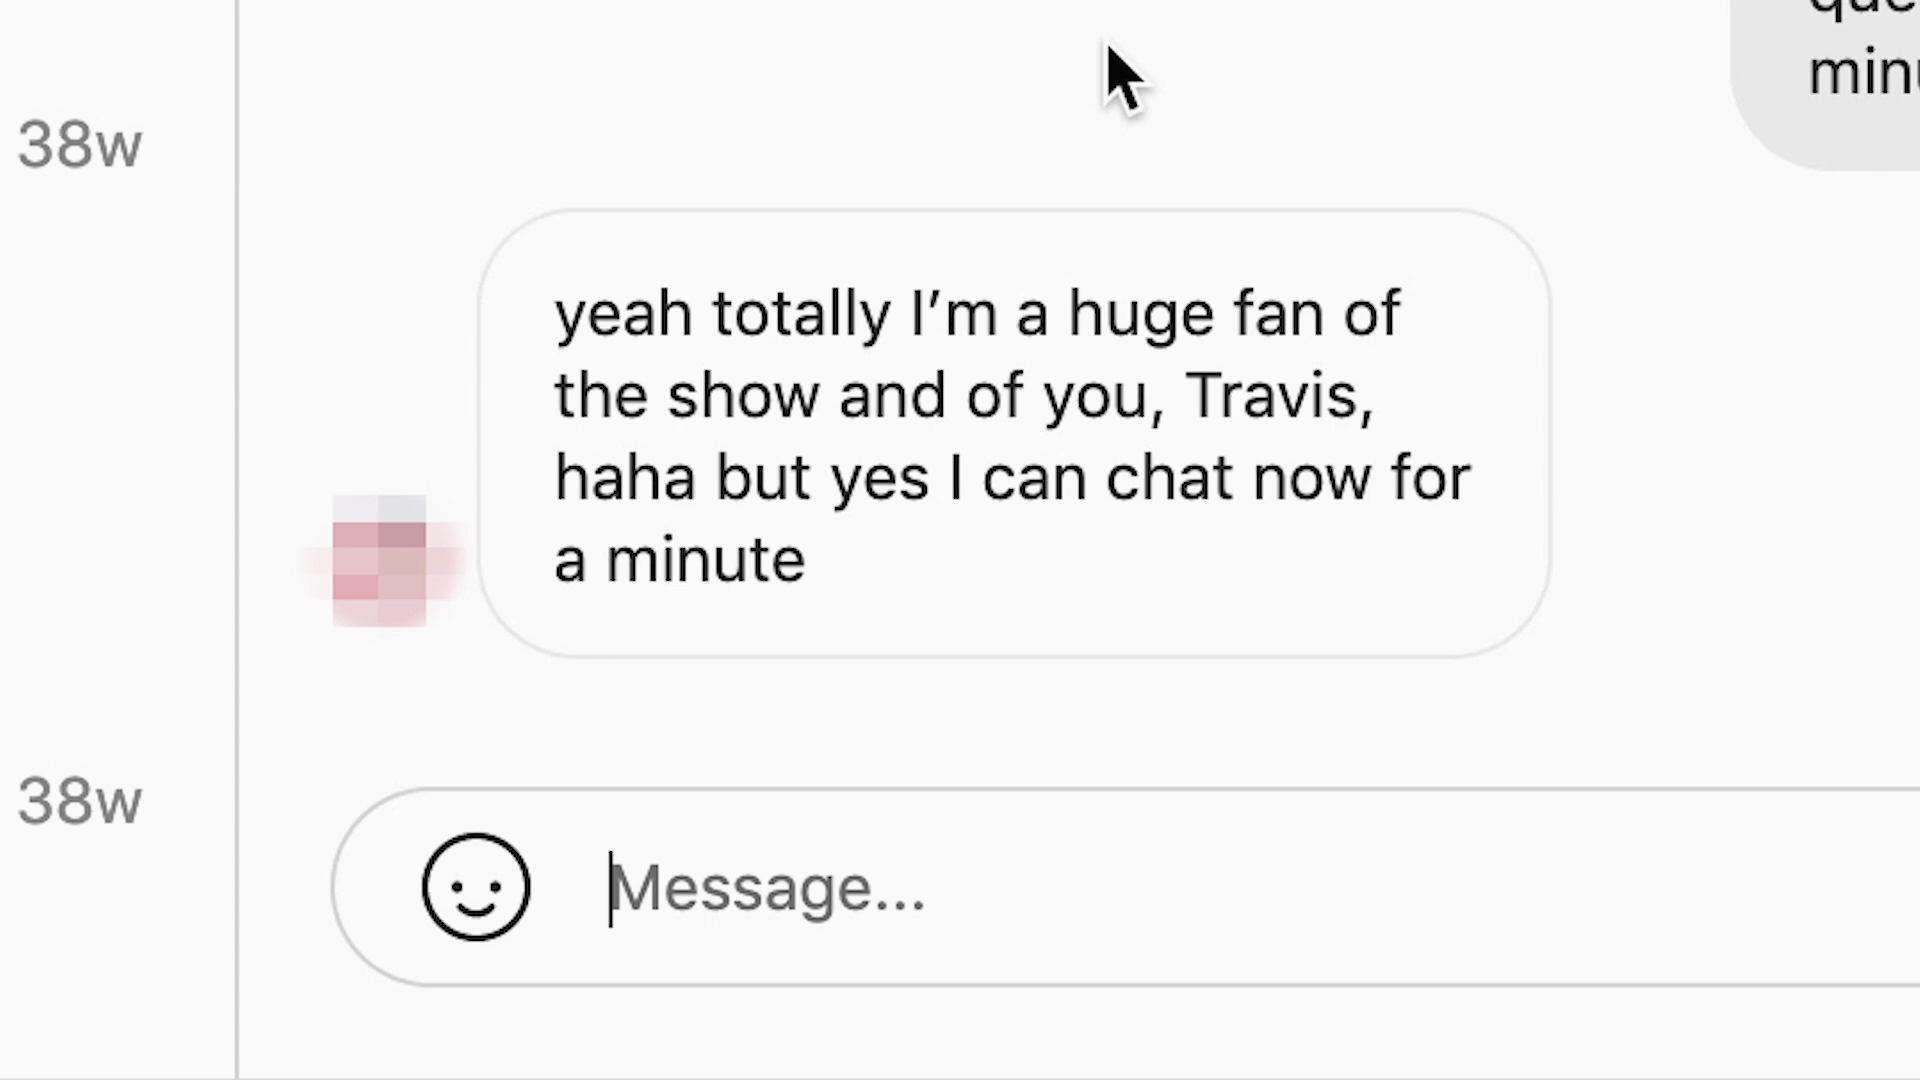 38w
yeah totally I’m a huge fan of
the show and of you, Travis,
haha but yes I can chat now for
a minute
38w
Message...